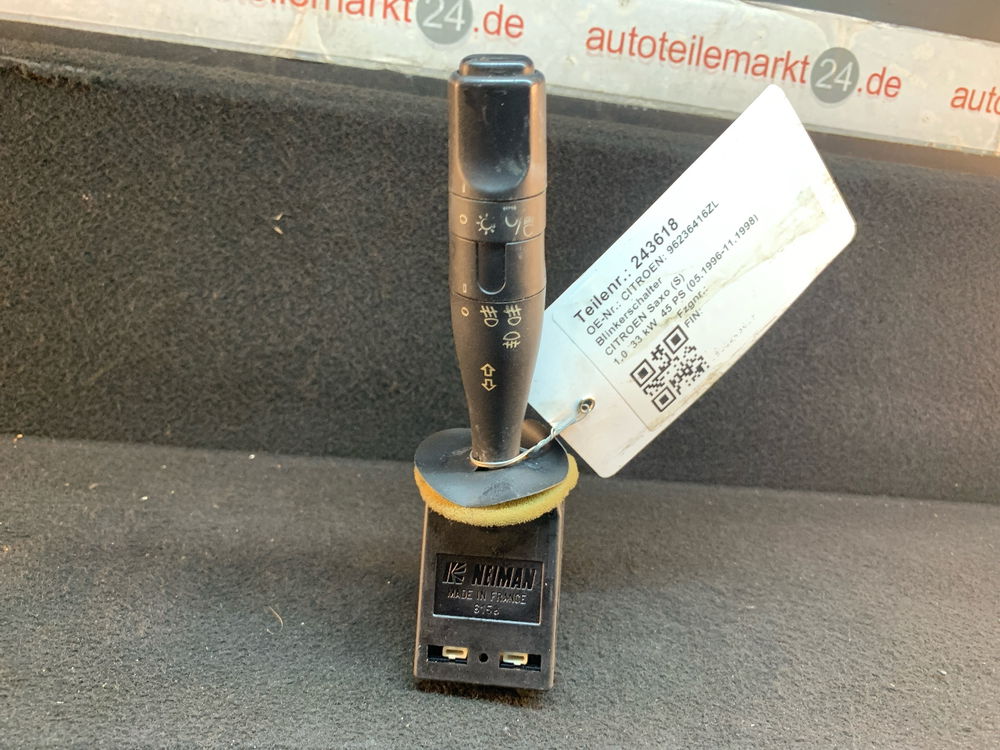 autoteilemarkt24.de
autoteilemarkt24.de
auto
Teilenr.: 243618
OE-Nr.: CITROEN: 96236416ZL
Blinkerschalter
CITROEN Saxo (S)
1.0 33 kW 45 PS (05.1996-11.1998)
Fzgnr.:
FIN:
I
O
I
O
NEIMAN
MADE IN FRANCE